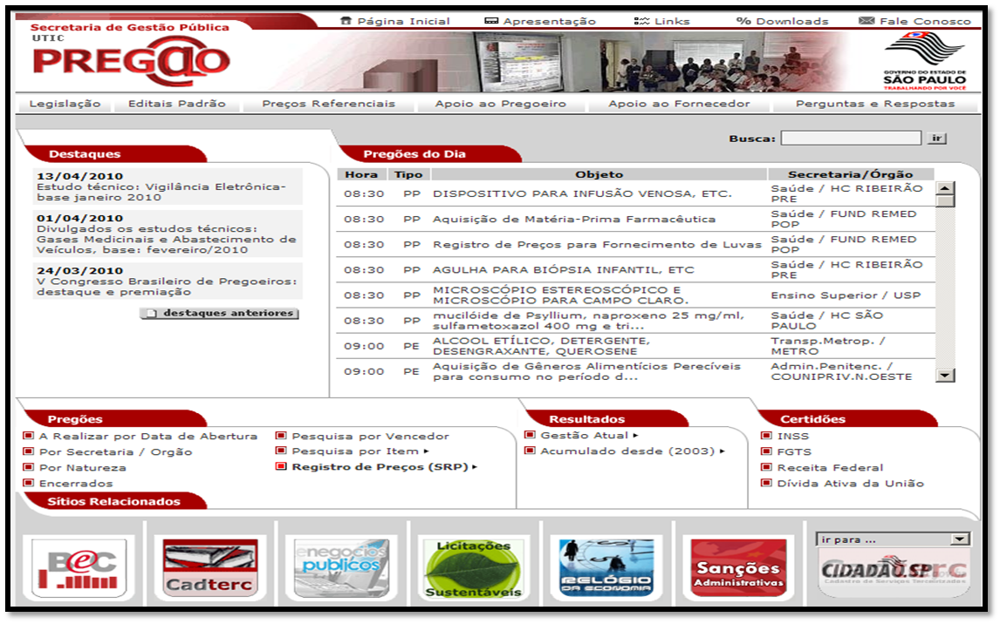 Secretaria de Gestão Pública
UTIC
PREG@O
Página Inicial
Apresentação
Links
Downloads
Fale Conosco
GOVERNO DO ESTADO DE
SÃO PAULO
TRABALHANDO POR VOCÊ
Legislação
Editais Padrão
Preços Referenciais
Apoio ao Pregoeiro
Apoio ao Fornecedor
Perguntas e Respostas
Busca:
ir
Destaques
13/04/2010
Estudo técnico: Vigilância Eletrônica-
base janeiro 2010
01/04/2010
Divulgados os estudos técnicos:
Gases Medicinais e Abastecimento de
Veículos, base: fevereiro/2010
24/03/2010
V Congresso Brasileiro de Pregoeiros:
destaque e premiação
destaques anteriores
Pregões do Dia
Hora Tipo Objeto Secretaria/Órgão
08:30 PP DISPOSITIVO PARA INFUSÃO VENOSA, ETC. Saúde / HC RIBEIRÃO
PRE
08:30 PP Aquisição de Matéria-Prima Farmacêutica Saúde / FUND REMED
POP
08:30 PP Registro de Preços para Fornecimento de Luvas Saúde / FUND REMED
POP
08:30 PP AGULHA PARA BIÓPSIA INFANTIL, ETC Saúde / HC RIBEIRÃO
PRE
08:30 PP MICROSCÓPIO ESTEREOSCÓPICO E
MICROSCÓPIO PARA CAMPO CLARO. Ensino Superior / USP
08:30 PP mucilóide de Psyllium, naproxeno 25 mg/ml,
sulfametoxazol 400 mg e tri... Saúde / HC SÃO
PAULO
09:00 PE ALCOOL ETÍLICO, DETERGENTE,
DESENGRAXANTE, QUEROSENE Transp.Metrop. /
METRO
09:00 PE Aquisição de Gêneros Alimentícios Perecíveis
para consumo no período d... Admin.Penitenc. /
COUNIPRIV.N.OESTE
Pregões
A Realizar por Data de Abertura
Por Secretaria / Orgão
Por Natureza
Encerrados
Pesquisa por Vencedor
Pesquisa por Item
Registro de Preços (SRP)
Resultados
Gestão Atual
Acumulado desde (2003)
Certidões
INSS
FGTS
Receita Federal
Dívida Ativa da União
Sítios Relacionados
BeC
Cadterc
enegocios
publicos
Licitações
Sustentáveis
RELÓGIO
DA ECONOMIA
Sanções
Administrativas
ir para ...
CIDADÃO.SP
Cadastro de Serviços Terceirizados